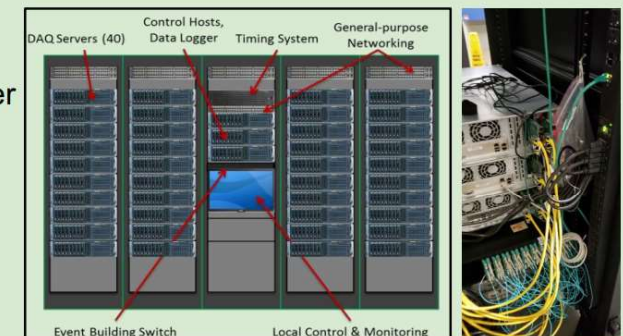 Control Hosts,
Data Logger
DAQ Servers (40)
Timing System
General-purpose
Networking
er
Event Building Switch
Local Control & Monitoring